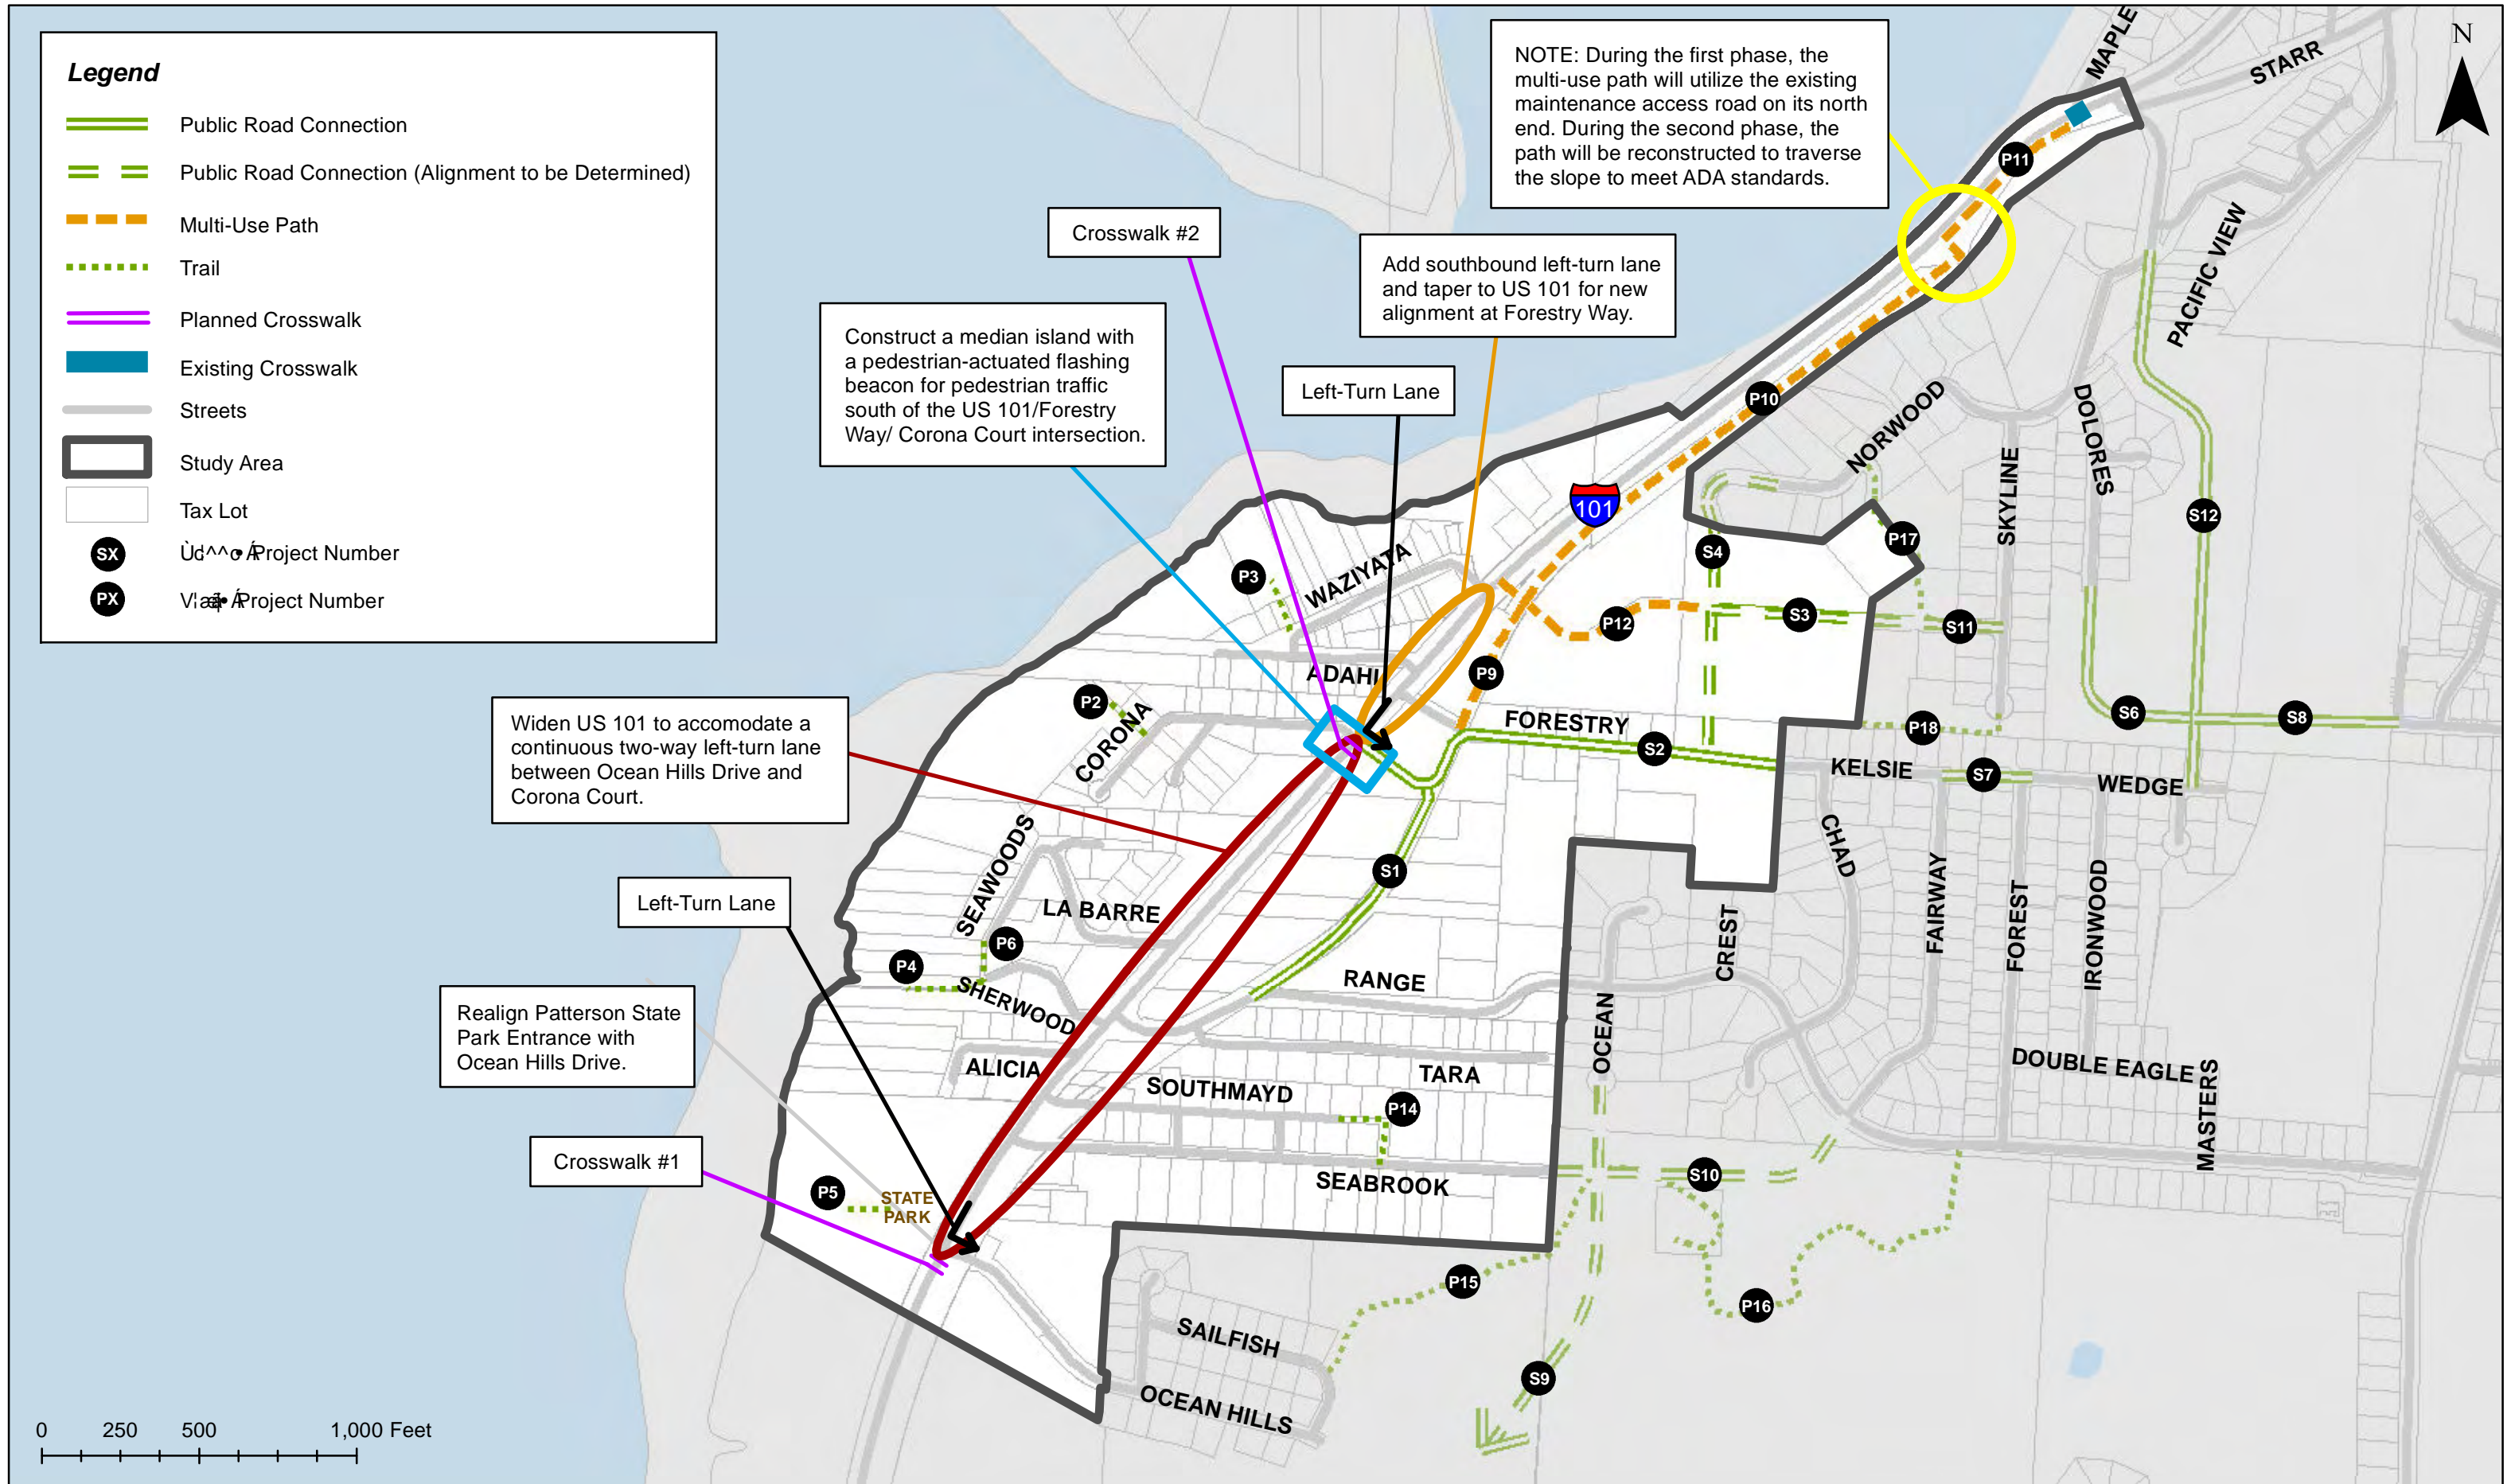 Legend
Public Road Connection
Public Road Connection (Alignment to be Determined)
Multi-Use Path
Trail
Planned Crosswalk
Existing Crosswalk
Streets
Study Area
Tax Lot
SX
Project Number
PX
Project Number
NOTE: During the first phase, the
multi-use path will utilize the existing
maintenance access road on its north
end. During the second phase, the
path will be reconstructed to traverse
the slope to meet ADA standards.
N
Crosswalk #2
Add southbound left-turn lane
and taper to US 101 for new
alignment at Forestry Way.
Construct a median island with
a pedestrian-actuated flashing
beacon for pedestrian traffic
south of the US 101/Forestry
Way/ Corona Court intersection.
Left-Turn Lane
Widen US 101 to accomodate a
continuous two-way left-turn lane
between Ocean Hills Drive and
Corona Court.
Left-Turn Lane
Realign Patterson State
Park Entrance with
Ocean Hills Drive.
Crosswalk #1
MAPLE
STARR
P11
PACIFIC VIEW
P10
NORWOOD
DOLORES
SKYLINE
101
S12
P17
S4
P3
WAZIYATA
P12
S3
S11
ADAHI
P9
P2
CORONA
FORESTRY
S2
P18
S6
S8
KELSIE
S7
WEDGE
SEAWOODS
S1
CHAD
LA BARRE
FAIRWAY
FOREST
IRONWOOD
CREST
P6
P4
SHERWOOD
RANGE
OCEAN
ALICIA
TARA
DOUBLE EAGLE
MASTERS
SOUTHMAYD
P14
P5
STATE
PARK
SEABROOK
S10
P15
P16
SAILFISH
S9
OCEAN HILLS
0 250 500 1,000 Feet